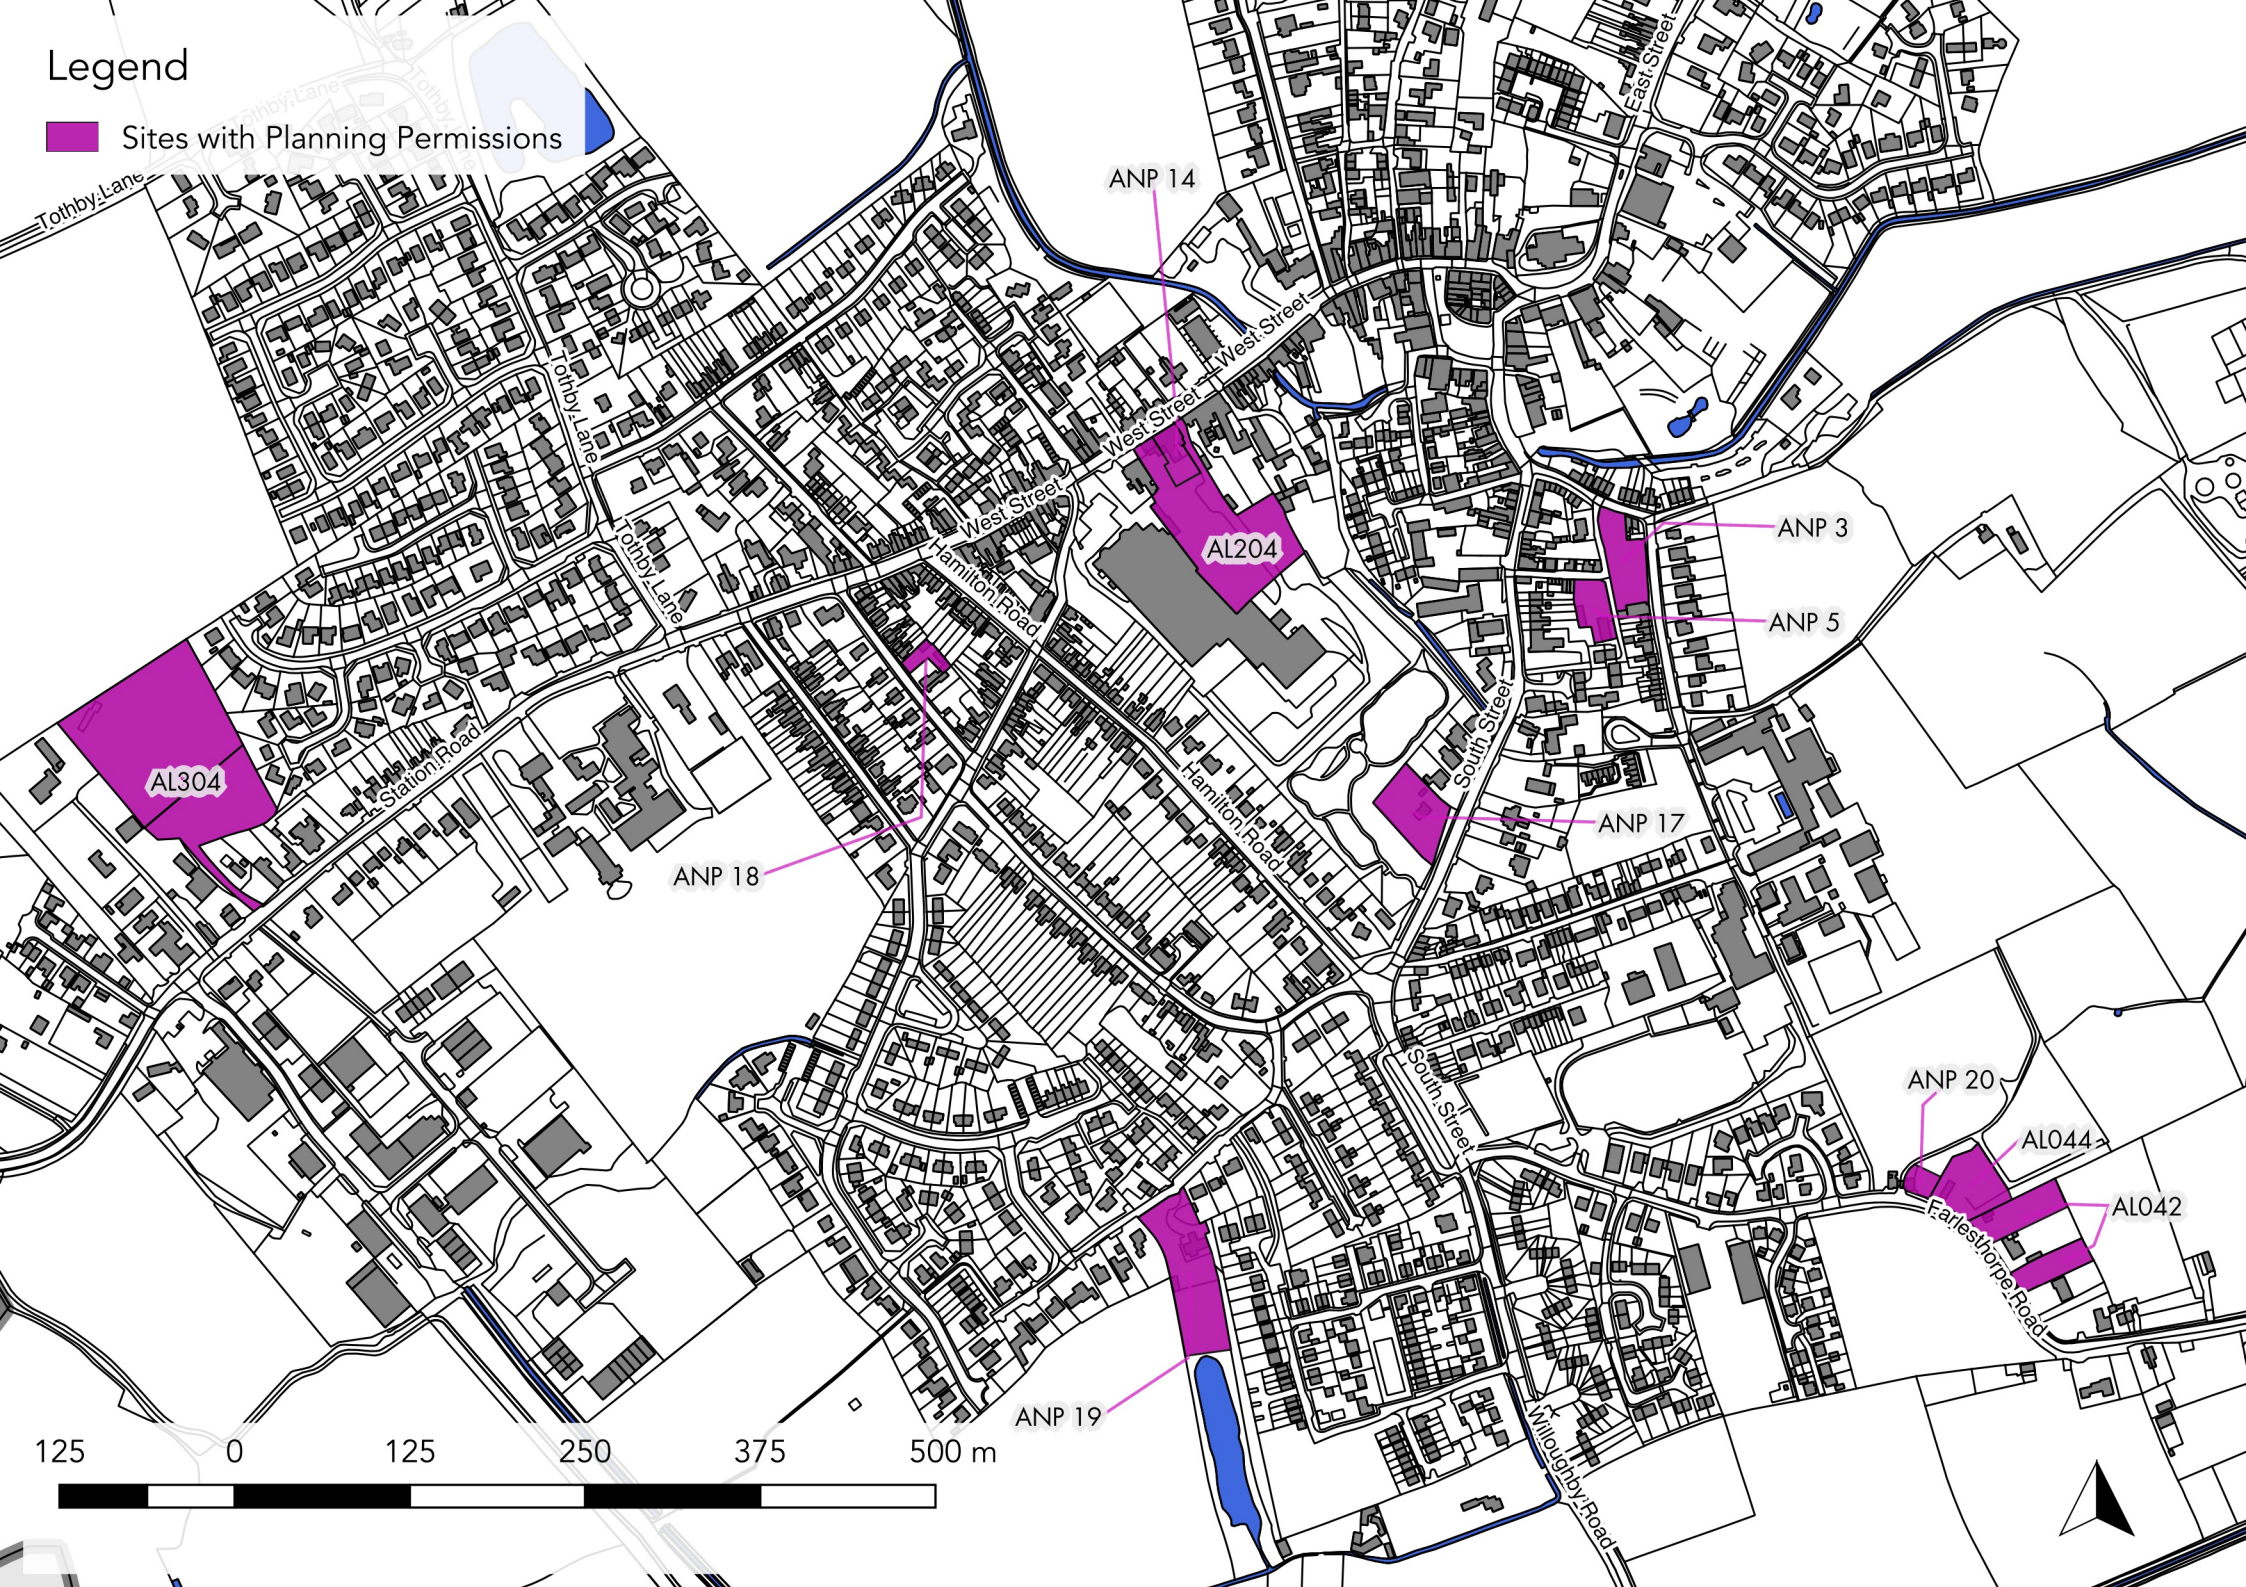 Legend
Sites with Planning Permissions
Tothby Lane
Tothby Lane
Tothby
East Street
ANP 14
West Street
West Street
West Street
Tothby Lane
Tothby Lane
Hamilton Road
AL204
ANP 3
ANP 5
AL304
Station Road
South Street
Hamilton Road
ANP 17
ANP 18
South Street
ANP 20
AL044
AL042
Farlesthorpe Road
ANP 19
Willoughby Road
125 0 125 250 375 500 m